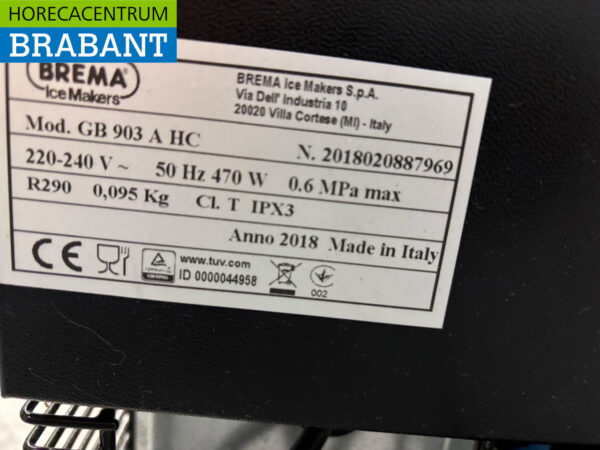 HORECACENTRUM
BRABANT
BREMA®
Ice Makers
BREMA Ice Makers S.p.A.
Via Dell' Industria 10
20020 Villa Cortese (MI) - Italy
Mod. GB 903 A HC
N. 2018020887969
220-240 V ~ 50 Hz 470 W 0.6 MPa max
R290 0,095 Kg Cl. T IPX3
Anno 2018 Made in Italy
CE
www.tuv.com
ID 0000044958
002